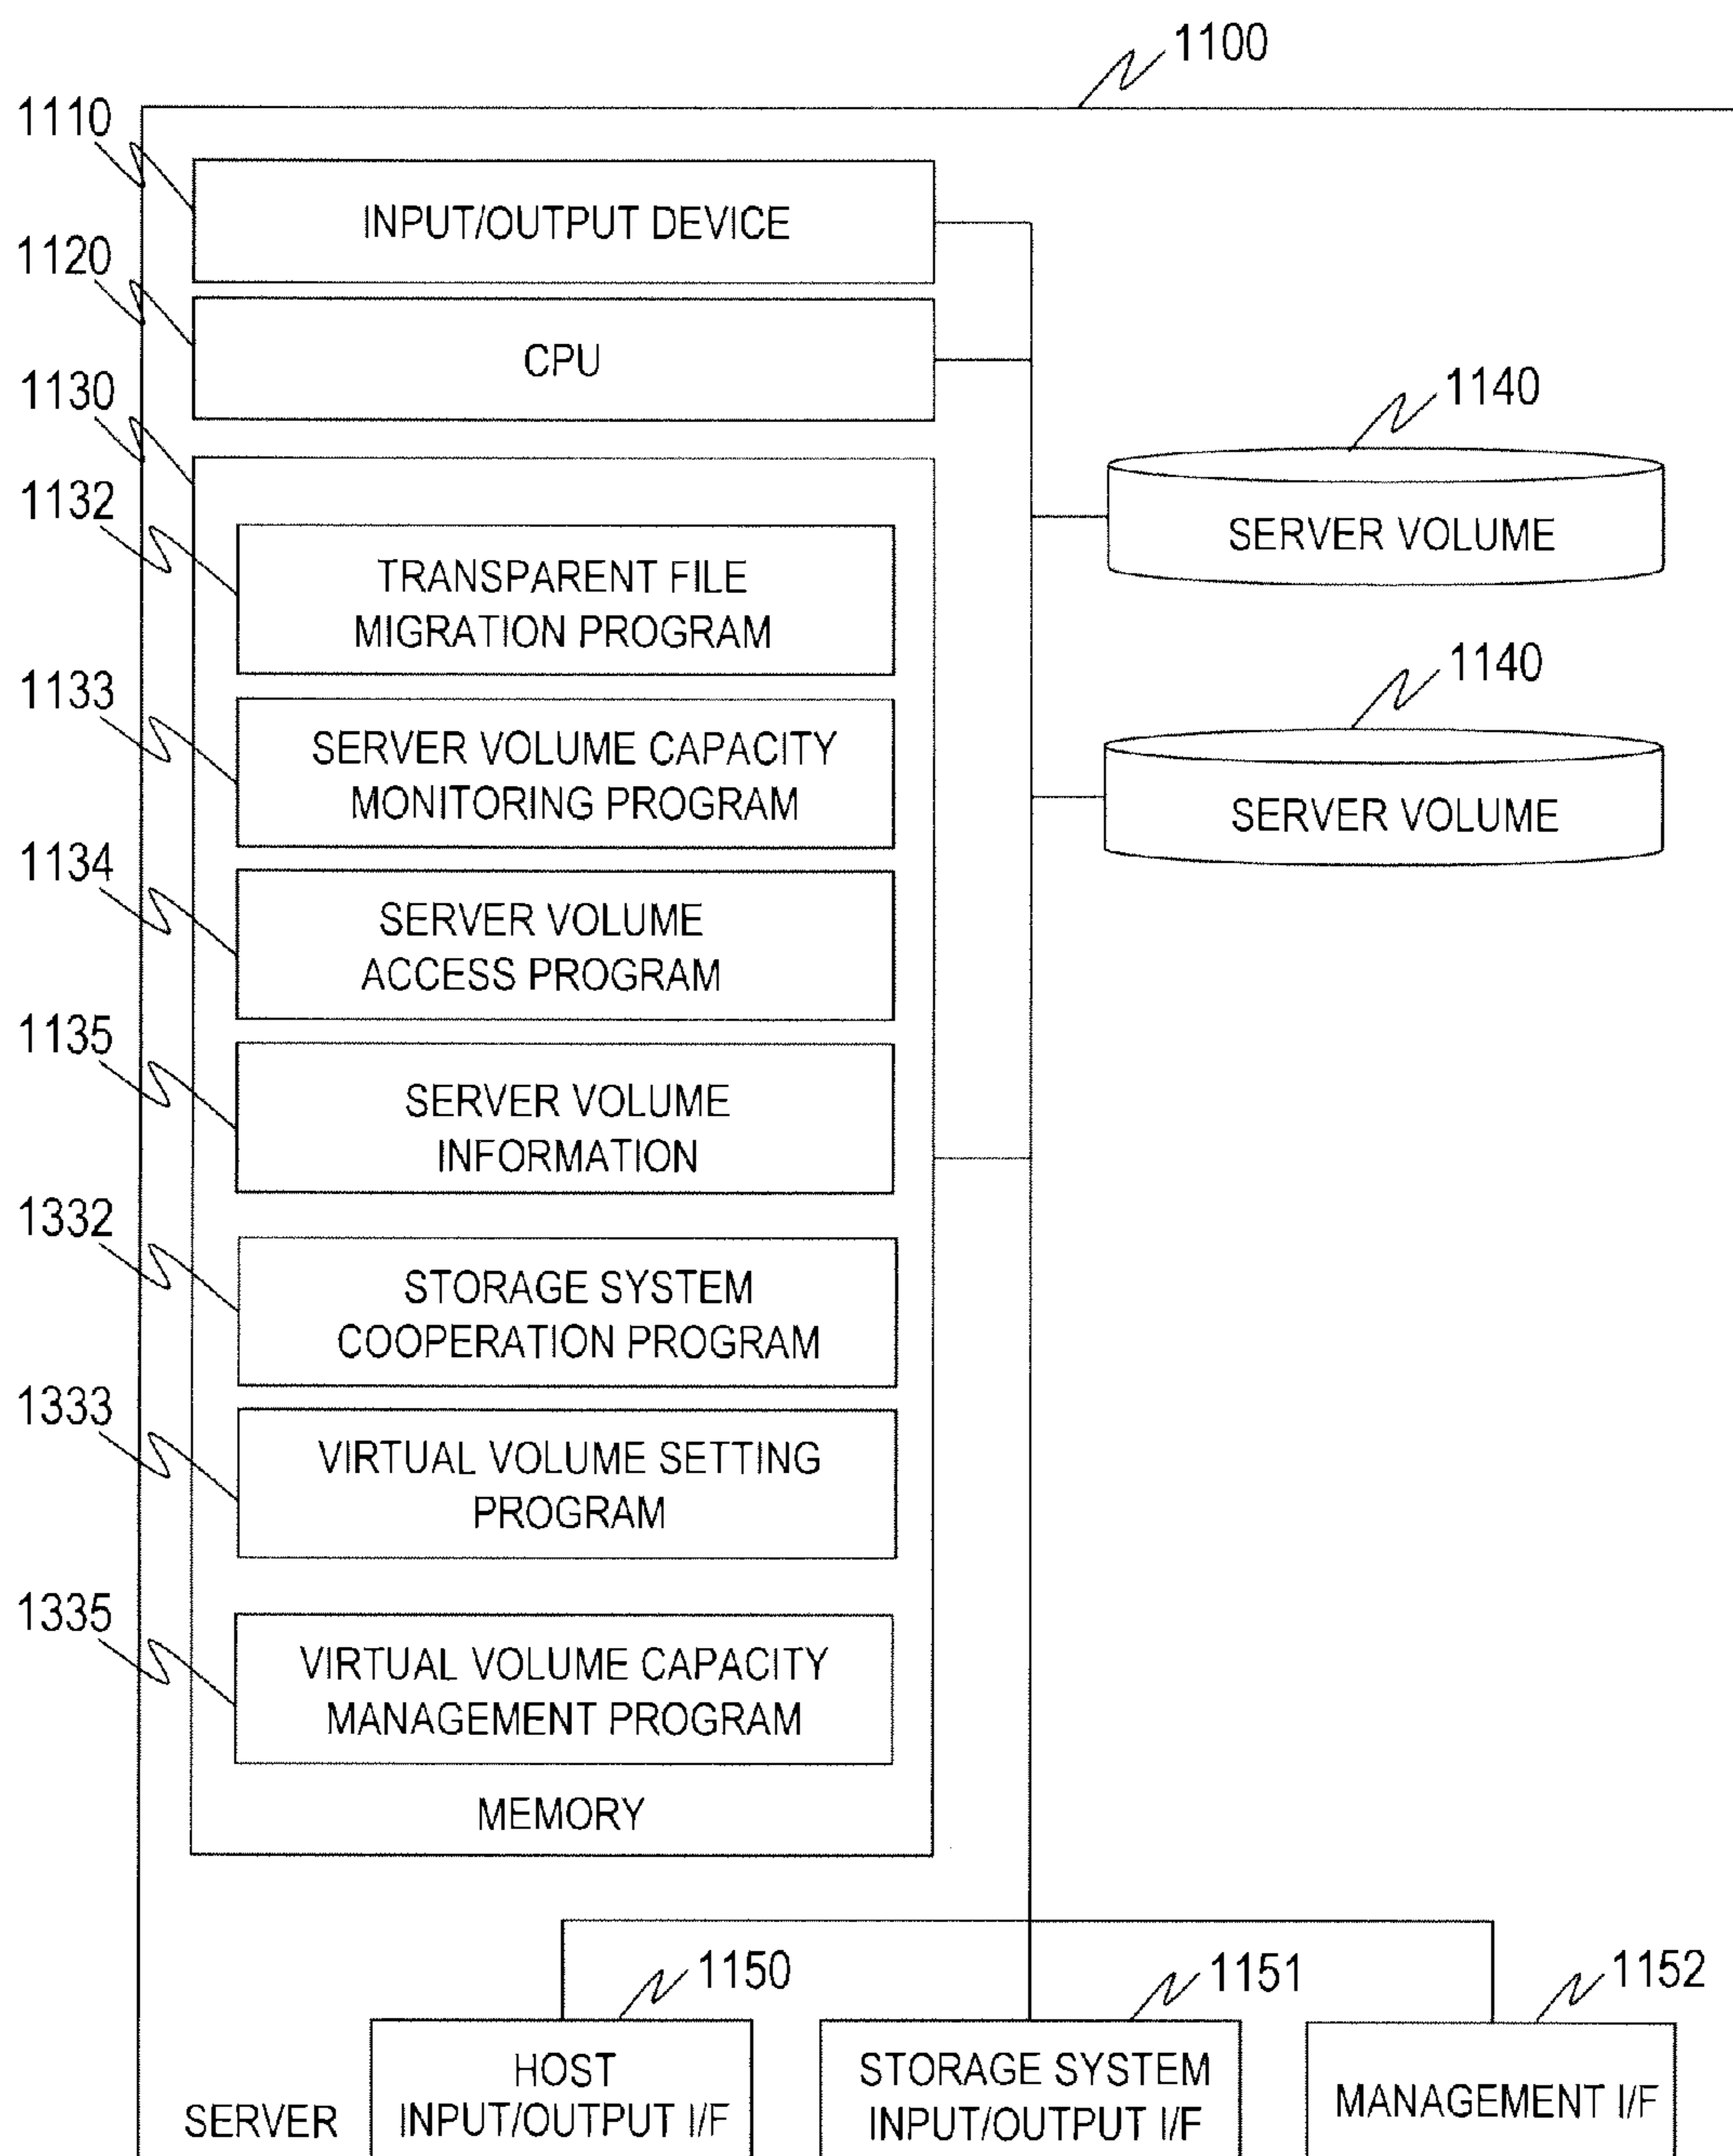 1100
1110
INPUT/OUTPUT DEVICE
1120
CPU
1130
1140
SERVER VOLUME
1132
TRANSPARENT FILE
MIGRATION PROGRAM
1140
SERVER VOLUME
1133
SERVER VOLUME CAPACITY
MONITORING PROGRAM
1134
SERVER VOLUME
ACCESS PROGRAM
1135
SERVER VOLUME
INFORMATION
1332
STORAGE SYSTEM
COOPERATION PROGRAM
1333
VIRTUAL VOLUME SETTING
PROGRAM
1335
VIRTUAL VOLUME CAPACITY
MANAGEMENT PROGRAM
MEMORY
1150
1151
1152
HOST
INPUT/OUTPUT I/F
STORAGE SYSTEM
INPUT/OUTPUT I/F
MANAGEMENT I/F
SERVER